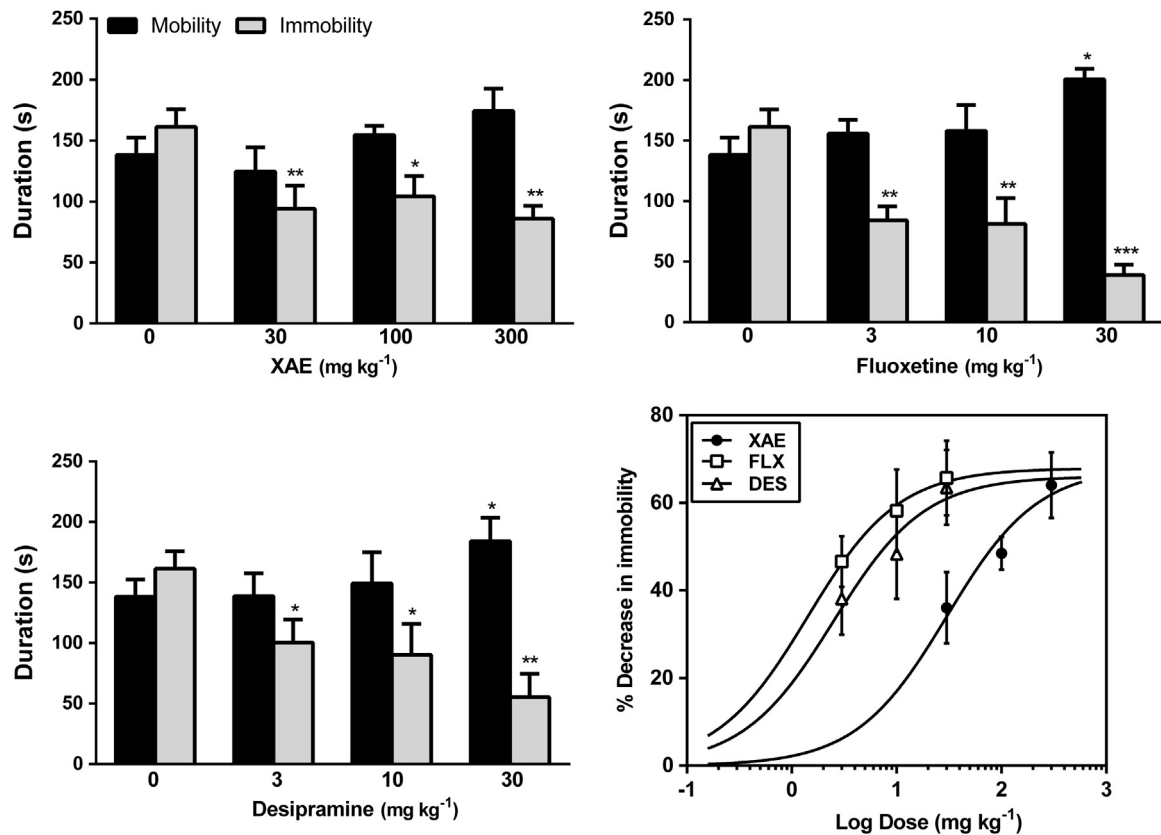 Mobility Immobility
Duration (s)
250
200
150
100
50
0
** * **
0 30 100 300
XAE (mg kg-1)
Duration (s)
250
200
150
100
50
0
** ** * ***
0 3 10 30
Fluoxetine (mg kg-1)
Duration (s)
250
200
150
100
50
0
* * * **
0 3 10 30
Desipramine (mg kg-1)
% Decrease in immobility
80
60
40
20
0
XAE
FLX
DES
-1 0 1 2 3
Log Dose (mg kg-1)